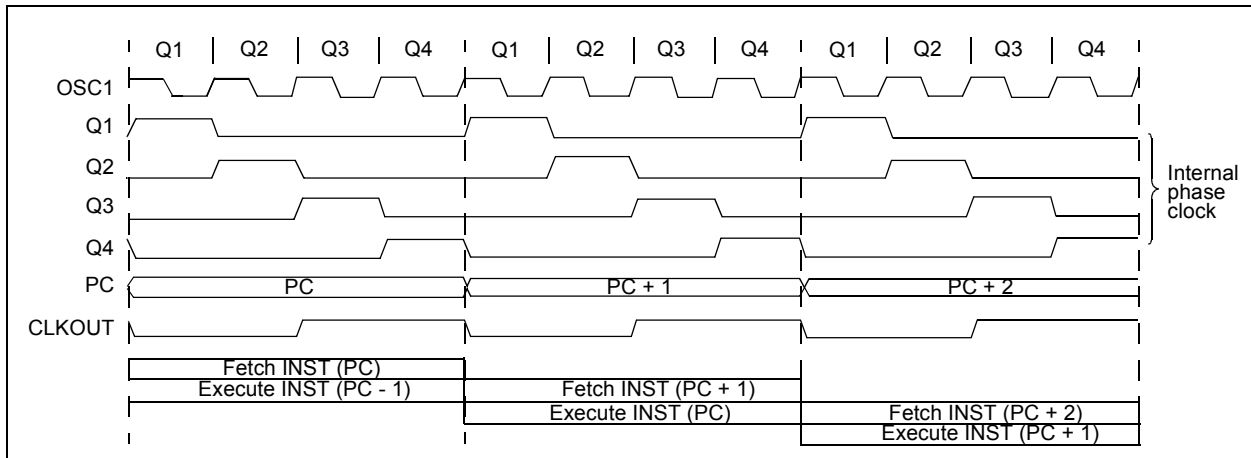 Q1 Q2 Q3 Q4 Q1 Q2 Q3 Q4 Q1 Q2 Q3 Q4
OSC1
Q1
Q2
Q3
Q4
Internal
phase
clock
PC PC PC + 1 PC + 2
CLKOUT
Fetch INST (PC)
Execute INST (PC - 1) Fetch INST (PC + 1)
Execute INST (PC) Fetch INST (PC + 2)
Execute INST (PC + 1)